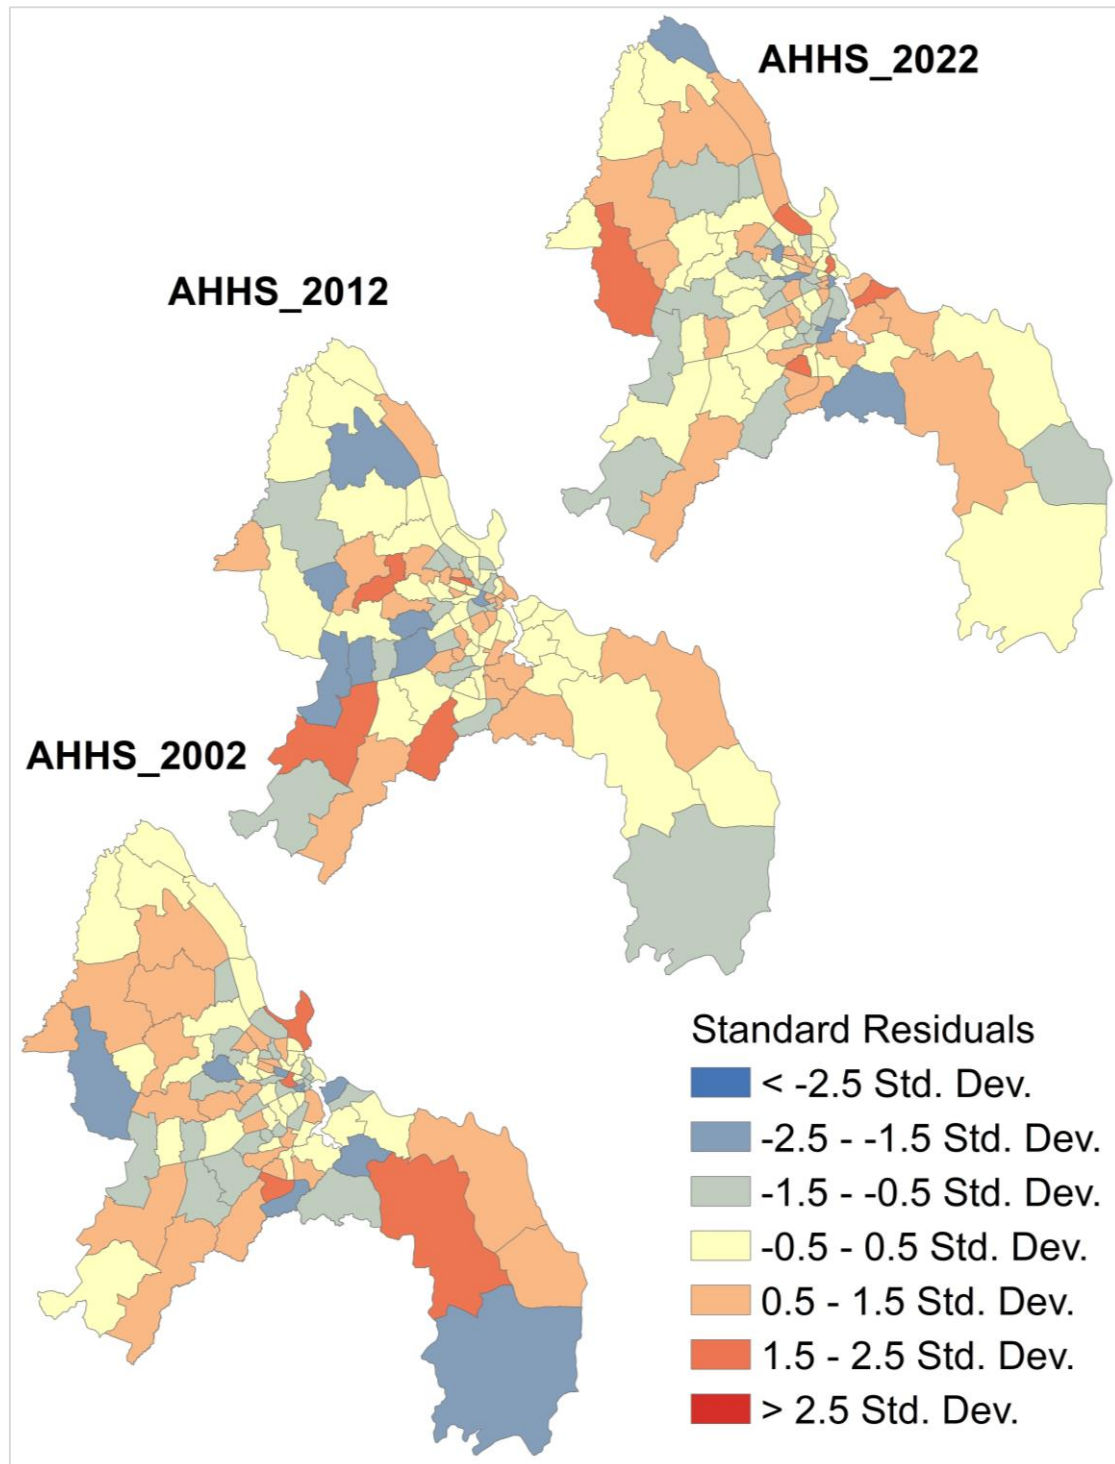 AHHS_2022
AHHS_2012
AHHS_2002
Standard Residuals
< -2.5 Std. Dev.
-2.5 - -1.5 Std. Dev.
-1.5 - -0.5 Std. Dev.
-0.5 - 0.5 Std. Dev.
0.5 - 1.5 Std. Dev.
1.5 - 2.5 Std. Dev.
> 2.5 Std. Dev.